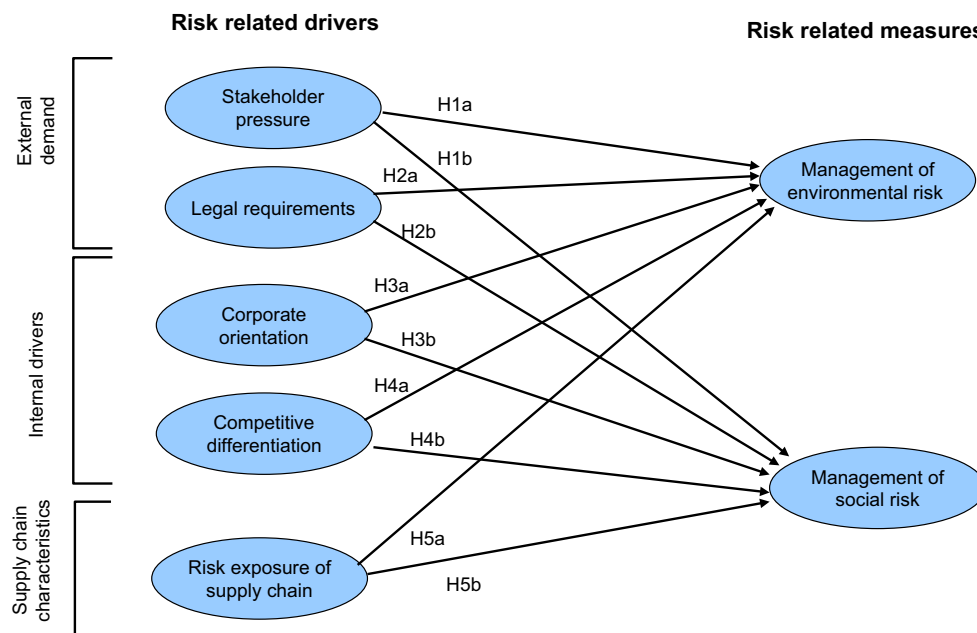 Risk related drivers
Risk related measures
External
demand
Stakeholder
pressure
H1a
H1b
Management of
environmental risk
Legal requirements
H2a
H2b
Internal drivers
Corporate
orientation
H3a
H3b
Competitive
differentiation
H4a
H4b
Management of
social risk
Supply chain
characteristics
Risk exposure of
supply chain
H5a
H5b